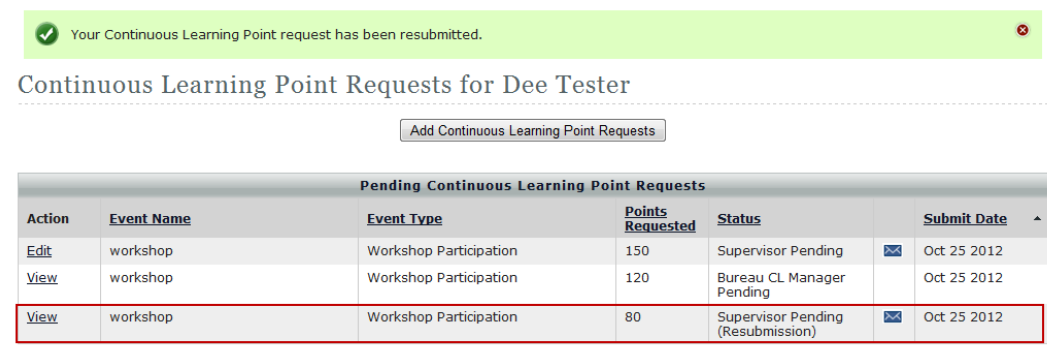 Your Continuous Learning Point request has been resubmitted.
Continuous Learning Point Requests for Dee Tester
Add Continuous Learning Point Requests
Pending Continuous Learning Point Requests
Action Event Name Event Type Points Requested Status Submit Date
Edit workshop Workshop Participation 150 Supervisor Pending Oct 25 2012
View workshop Workshop Participation 120 Bureau CL Manager Pending Oct 25 2012
View workshop Workshop Participation 80 Supervisor Pending (Resubmission) Oct 25 2012